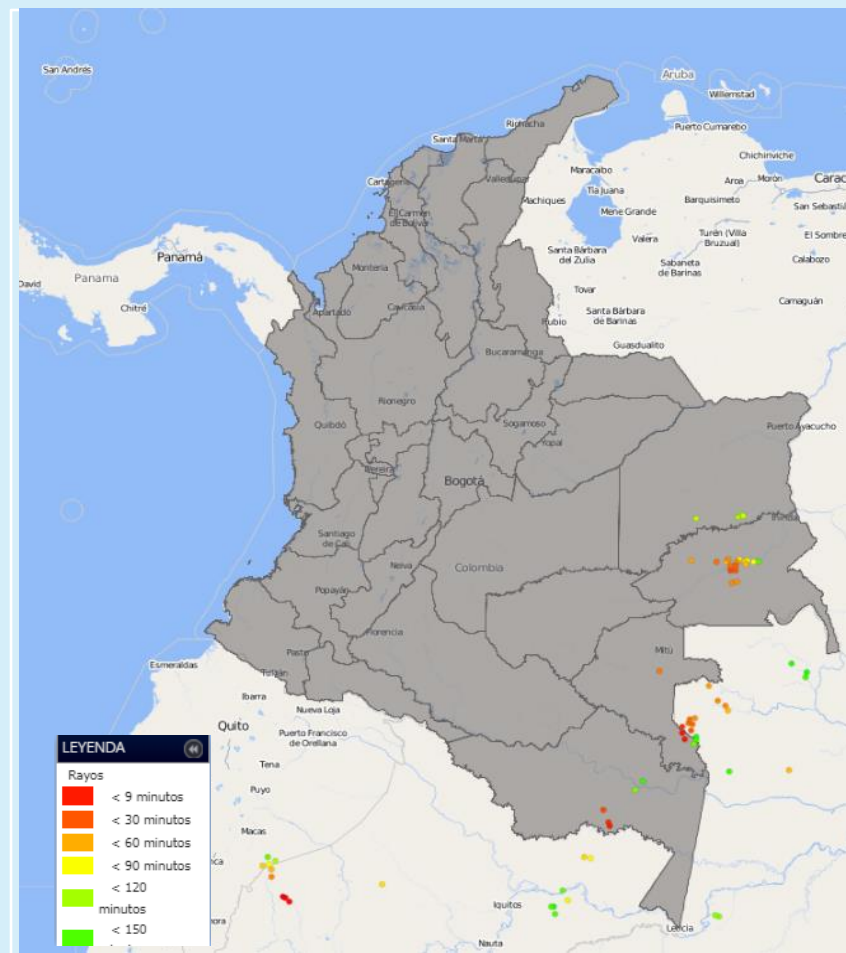 San Andrés
Aruba
Willemstad
Riohacha
Puerto Cumarebo
Santa Marta
Chichiriviche
Maracaibo
Aroa
Morón
Valledupar
Cartagena
Tía Juana
Machiques
Barquisimeto
San Sebastiá
Mene Grande
El Carmen
de Bolívar
Turén (Villa
Bruzual)
Valera
El Sombre
Santa Bárbara
del Zulia
Panamá
Calabozo
Sabaneta
de Barinas
Montería
Panama
David
Tovar
Camaguán
Chitré
Caucasia
Santa Bárbara
de Barinas
Apartadó
Rubio
Guasdualito
Bucaramanga
Rionegro
Quibdó
Sogamoso
Puerto Ayacucho
Yopal
Pereira
Bogotá
Inírida
Santiago
de Cali
Neiva
Colombia
Popayán
Florencia
Mitú
Pasto
Esmeraldas
Tulcán
Ibarra
Nueva Loja
Quito
Puerto Francisco
de Orellana
LEYENDA
Tena
Rayos
Puyo
< 9 minutos
< 30 minutos
< 60 minutos
Macas
< 90 minutos
< 120
minutos
< 150
Iquitos
Leticia
Nauta